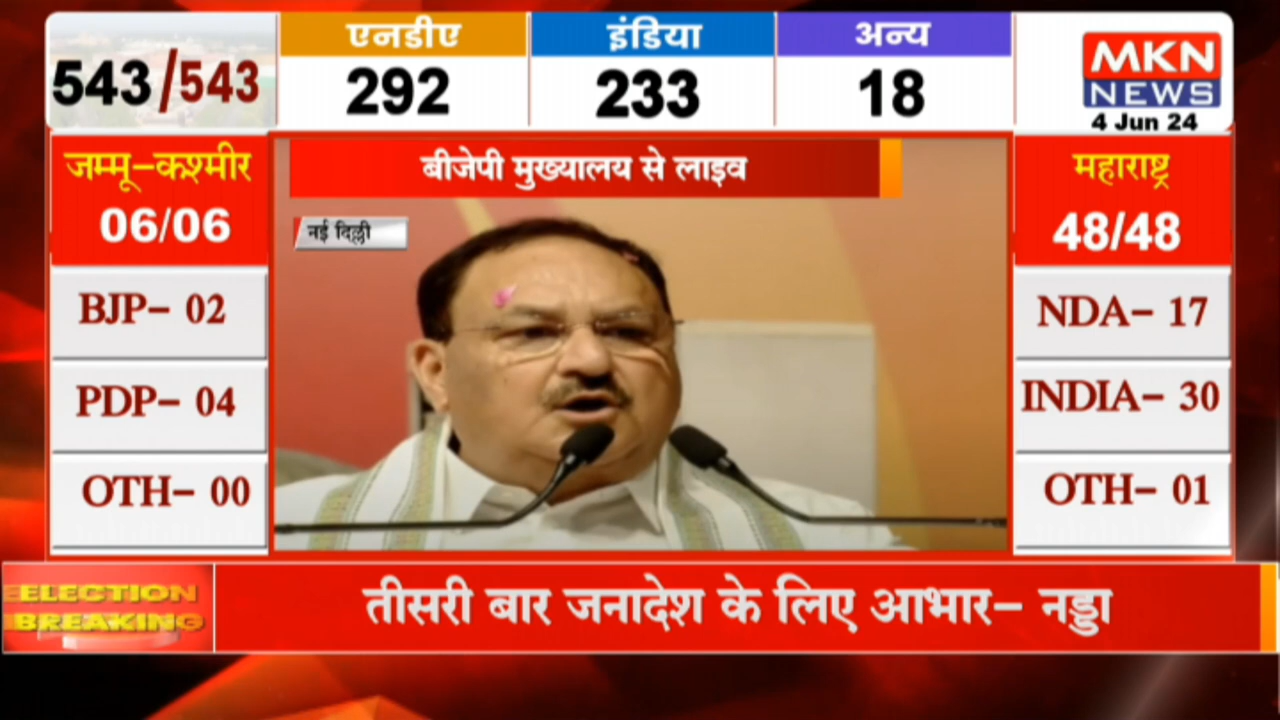 543/543
एनडीए
292
इंडिया
233
अन्य
18
MKN
NEWS
4 Jun 24
जम्मू-कश्मीर
06/06
BJP- 02
PDP- 04
OTH- 00
बीजेपी मुख्यालय से लाइव
नई दिल्ली
महाराष्ट्र
48/48
NDA- 17
INDIA- 30
OTH- 01
ELECTION
BREAKING
तीसरी बार जनादेश के लिए आभार- नड्डा